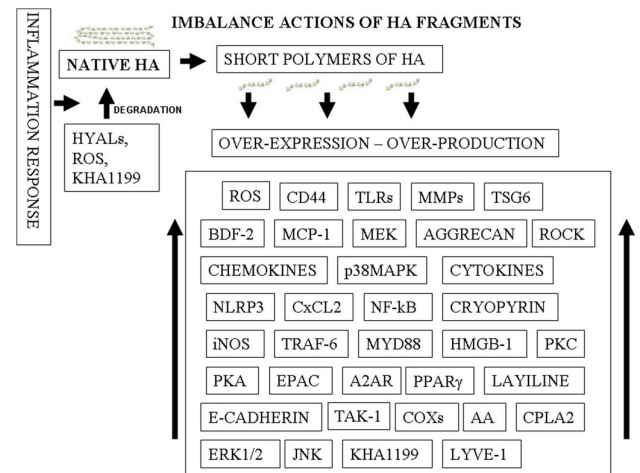 IMBALANCE ACTIONS OF HA FRAGMENTS
INFLAMMATION RESPONSE
NATIVE HA
SHORT POLYMERS OF HA
DEGRADATION
HYALs,
ROS,
KHA1199
OVER-EXPRESSION – OVER-PRODUCTION
ROS CD44 TLRs MMPs TSG6
BDF-2 MCP-1 MEK AGGRECAN ROCK
CHEMOKINES p38MAPK CYTOKINES
NLRP3 CxCL2 NF-kB CRYOPYRIN
iNOS TRAF-6 MYD88 HMGB-1 PKC
PKA EPAC A2AR PPARγ LAYILINE
E-CADHERIN TAK-1 COXs AA CPLA2
ERK1/2 JNK KHA1199 LYVE-1